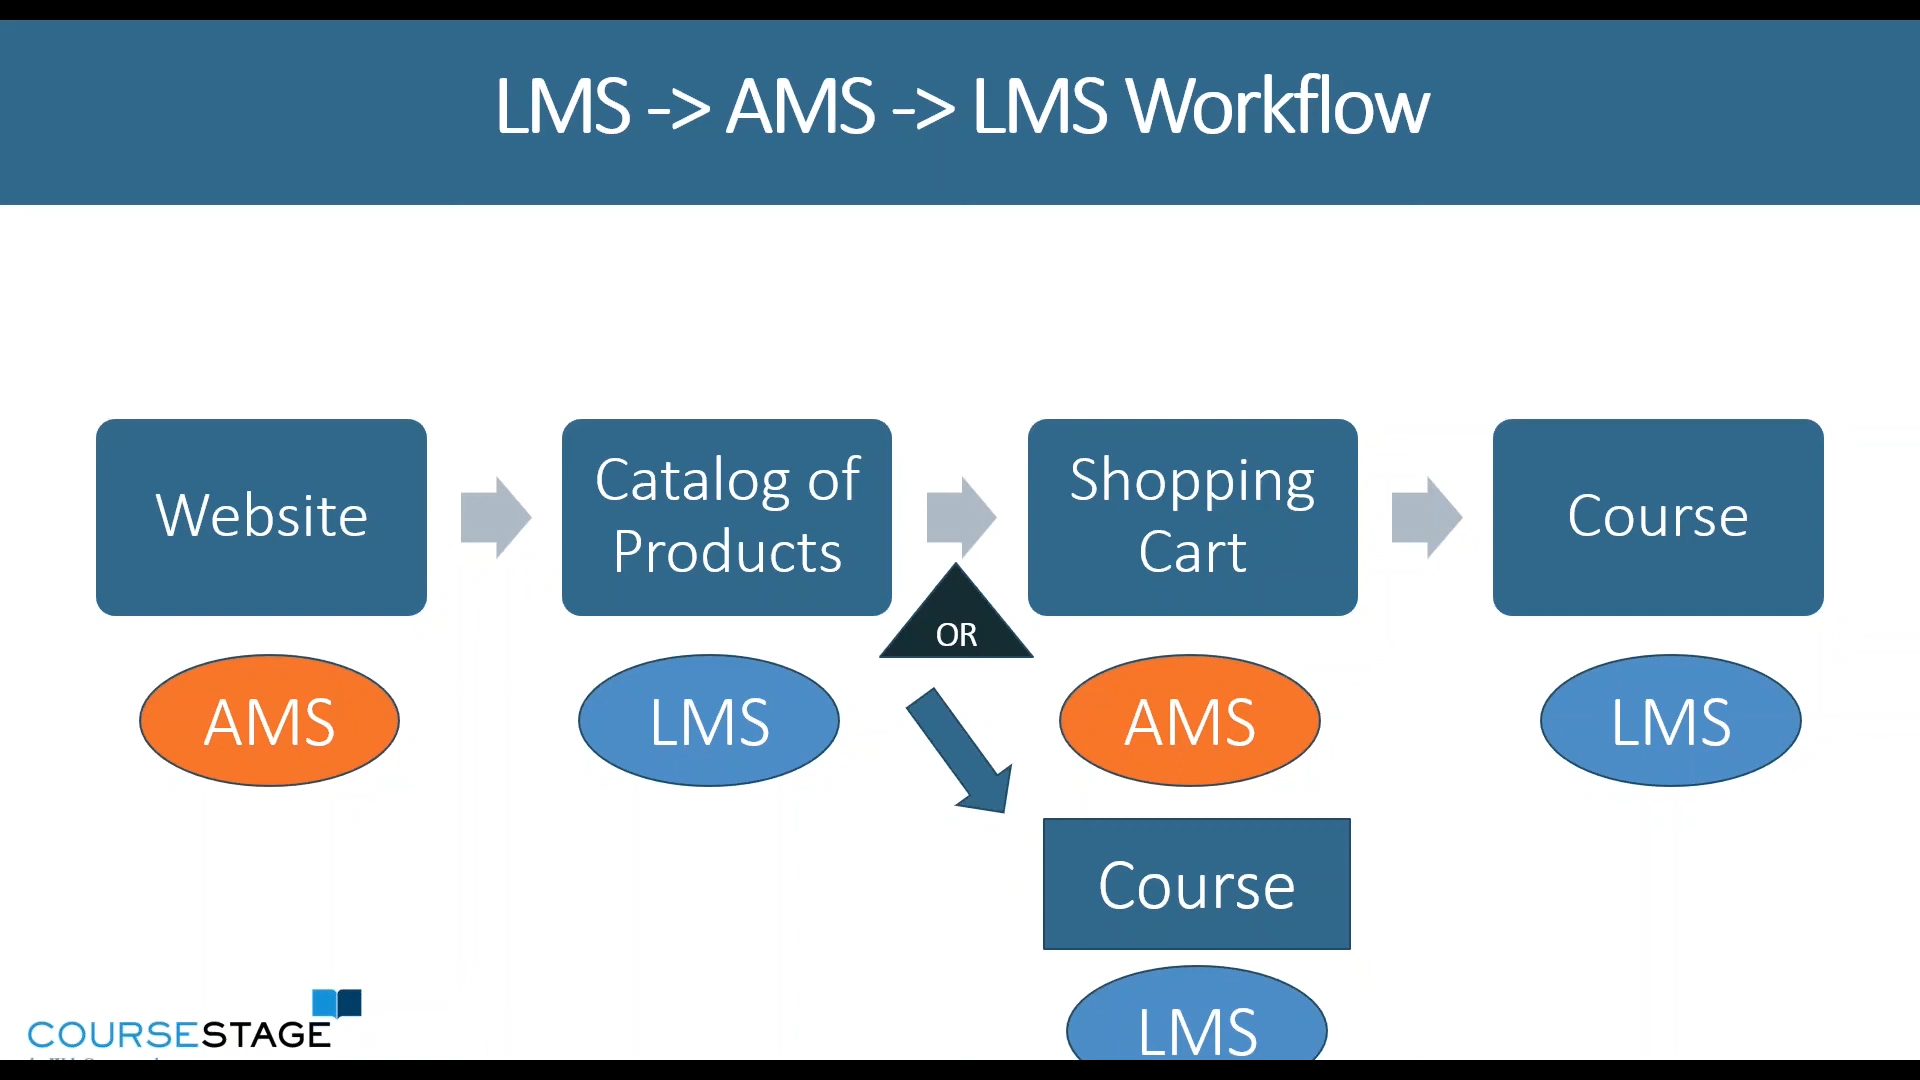 LMS -> AMS -> LMS Workflow
Website
Catalog of
Products
Shopping
Cart
Course
OR
AMS
LMS
AMS
LMS
Course
LMS
COURSESTAGE